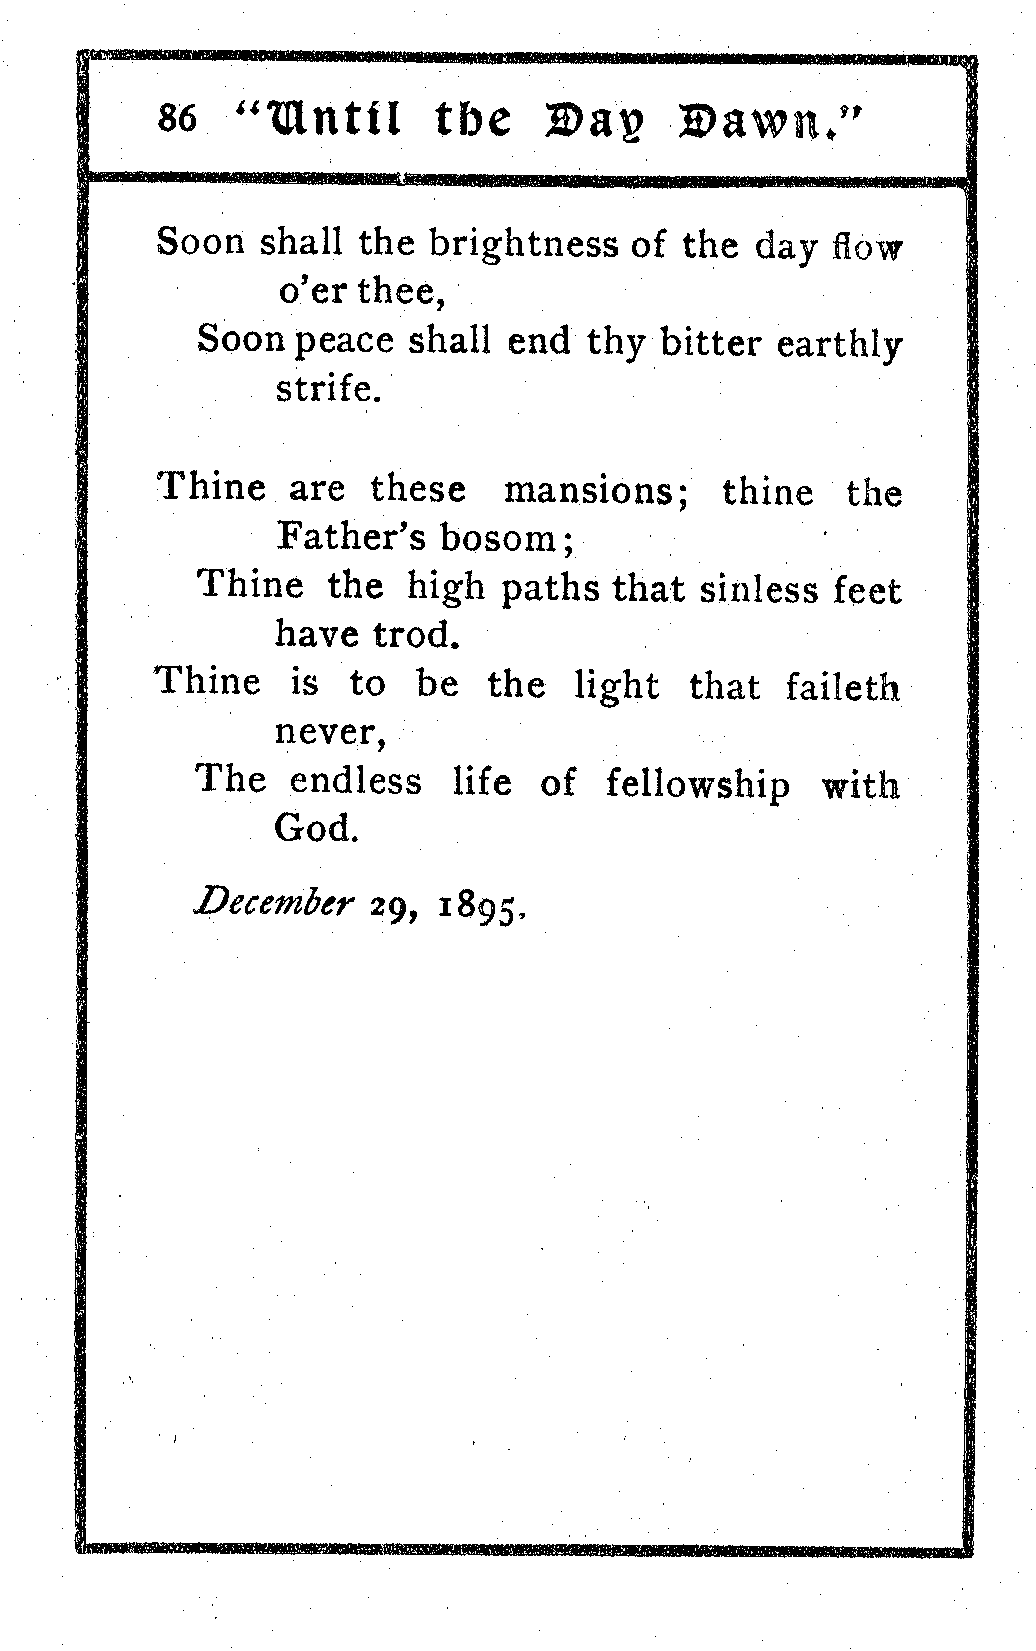 86 “Until the Day Dawn.”
Soon shall the brightness of the day flow
o’er thee,
Soon peace shall end thy bitter earthly
strife.
Thine are these mansions; thine the
Father’s bosom;
Thine the high paths that sinless feet
have trod.
Thine is to be the light that faileth
never,
The endless life of fellowship with
God.
December 29, 1895.